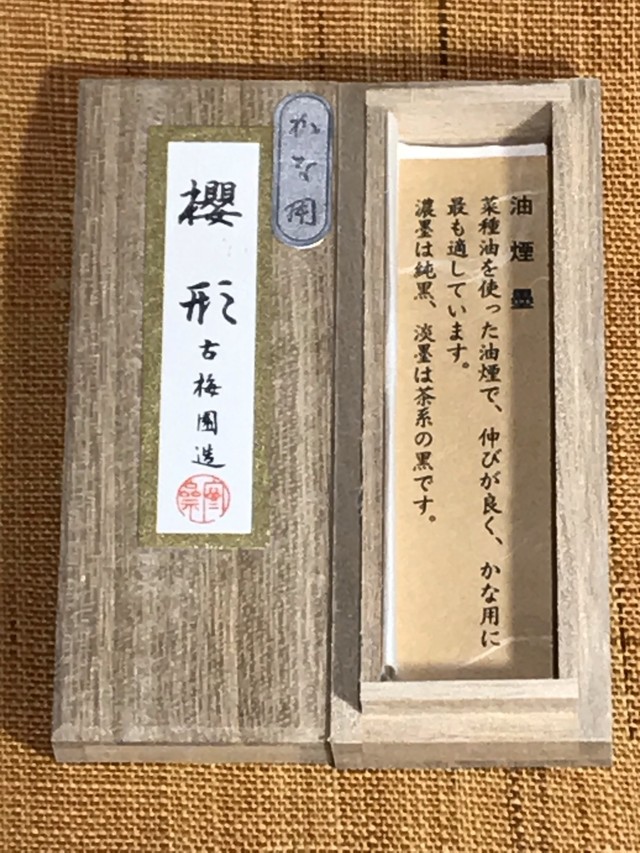 かな用
櫻形
古梅園造
油煙墨
菜種油を使った油煙で、伸びが良く、かな用に
最も適しています。
濃墨は純黒、淡墨は茶系の黒です。